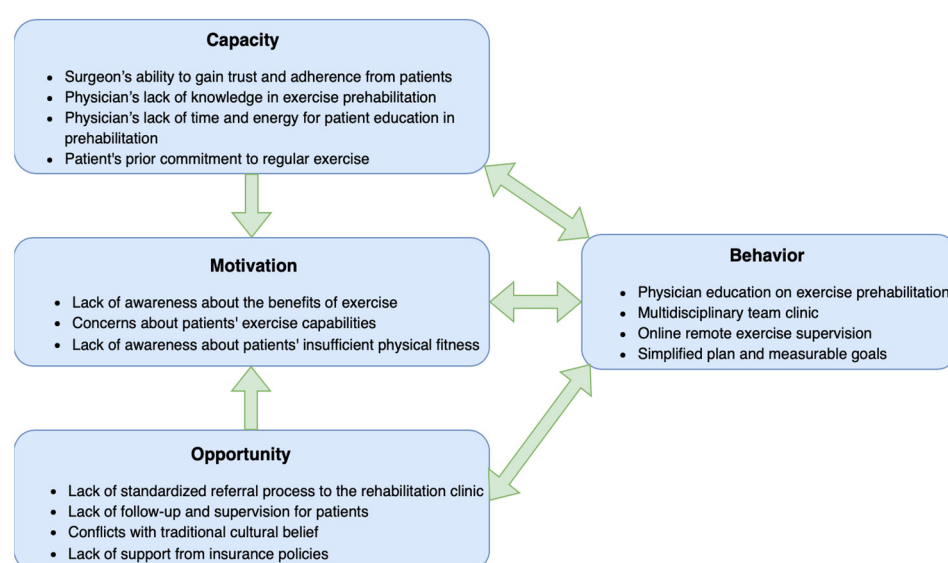 Capacity
• Surgeon's ability to gain trust and adherence from patients
• Physician's lack of knowledge in exercise prehabilitation
• Physician's lack of time and energy for patient education in
prehabilitation
• Patient's prior commitment to regular exercise
Motivation
• Lack of awareness about the benefits of exercise
• Concerns about patients' exercise capabilities
• Lack of awareness about patients' insufficient physical fitness
Opportunity
• Lack of standardized referral process to the rehabilitation clinic
• Lack of follow-up and supervision for patients
• Conflicts with traditional cultural belief
• Lack of support from insurance policies
Behavior
• Physician education on exercise prehabilitation
• Multidisciplinary team clinic
• Online remote exercise supervision
• Simplified plan and measurable goals